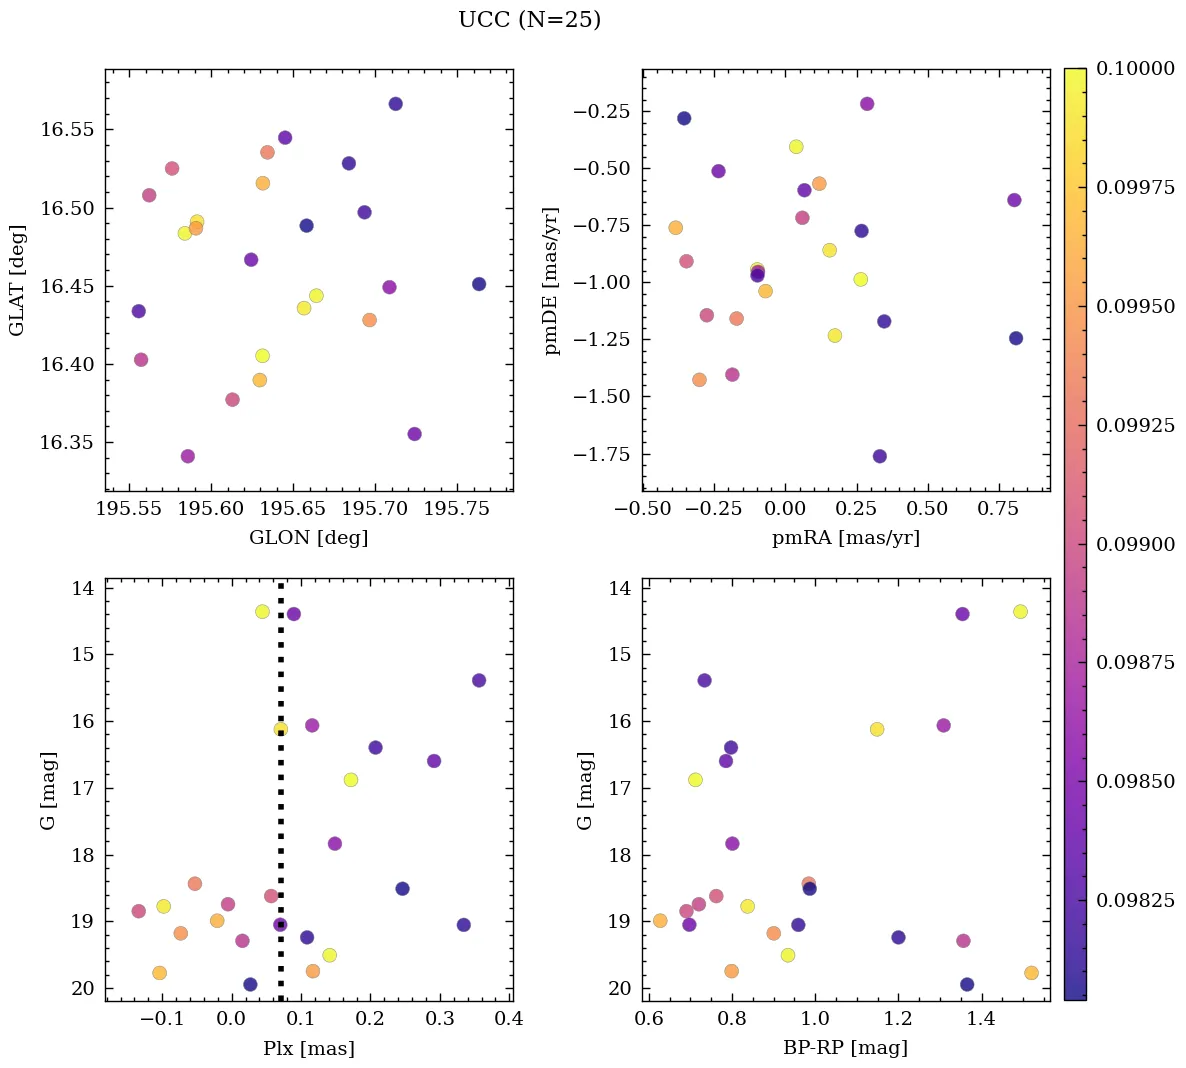 UCC (N=25)
16.55
16.50
16.45
16.40
16.35
GLAT [deg]
195.55 195.60 195.65 195.70 195.75
GLON [deg]
−0.25
−0.50
−0.75
−1.00
−1.25
−1.50
−1.75
pmDE [mas/yr]
−0.50 −0.25 0.00 0.25 0.50 0.75
pmRA [mas/yr]
14
15
16
17
18
19
20
G [mag]
−0.1 0.0 0.1 0.2 0.3 0.4
Plx [mas]
14
15
16
17
18
19
20
G [mag]
0.6 0.8 1.0 1.2 1.4
BP-RP [mag]
0.10000
0.09975
0.09950
0.09925
0.09900
0.09875
0.09850
0.09825